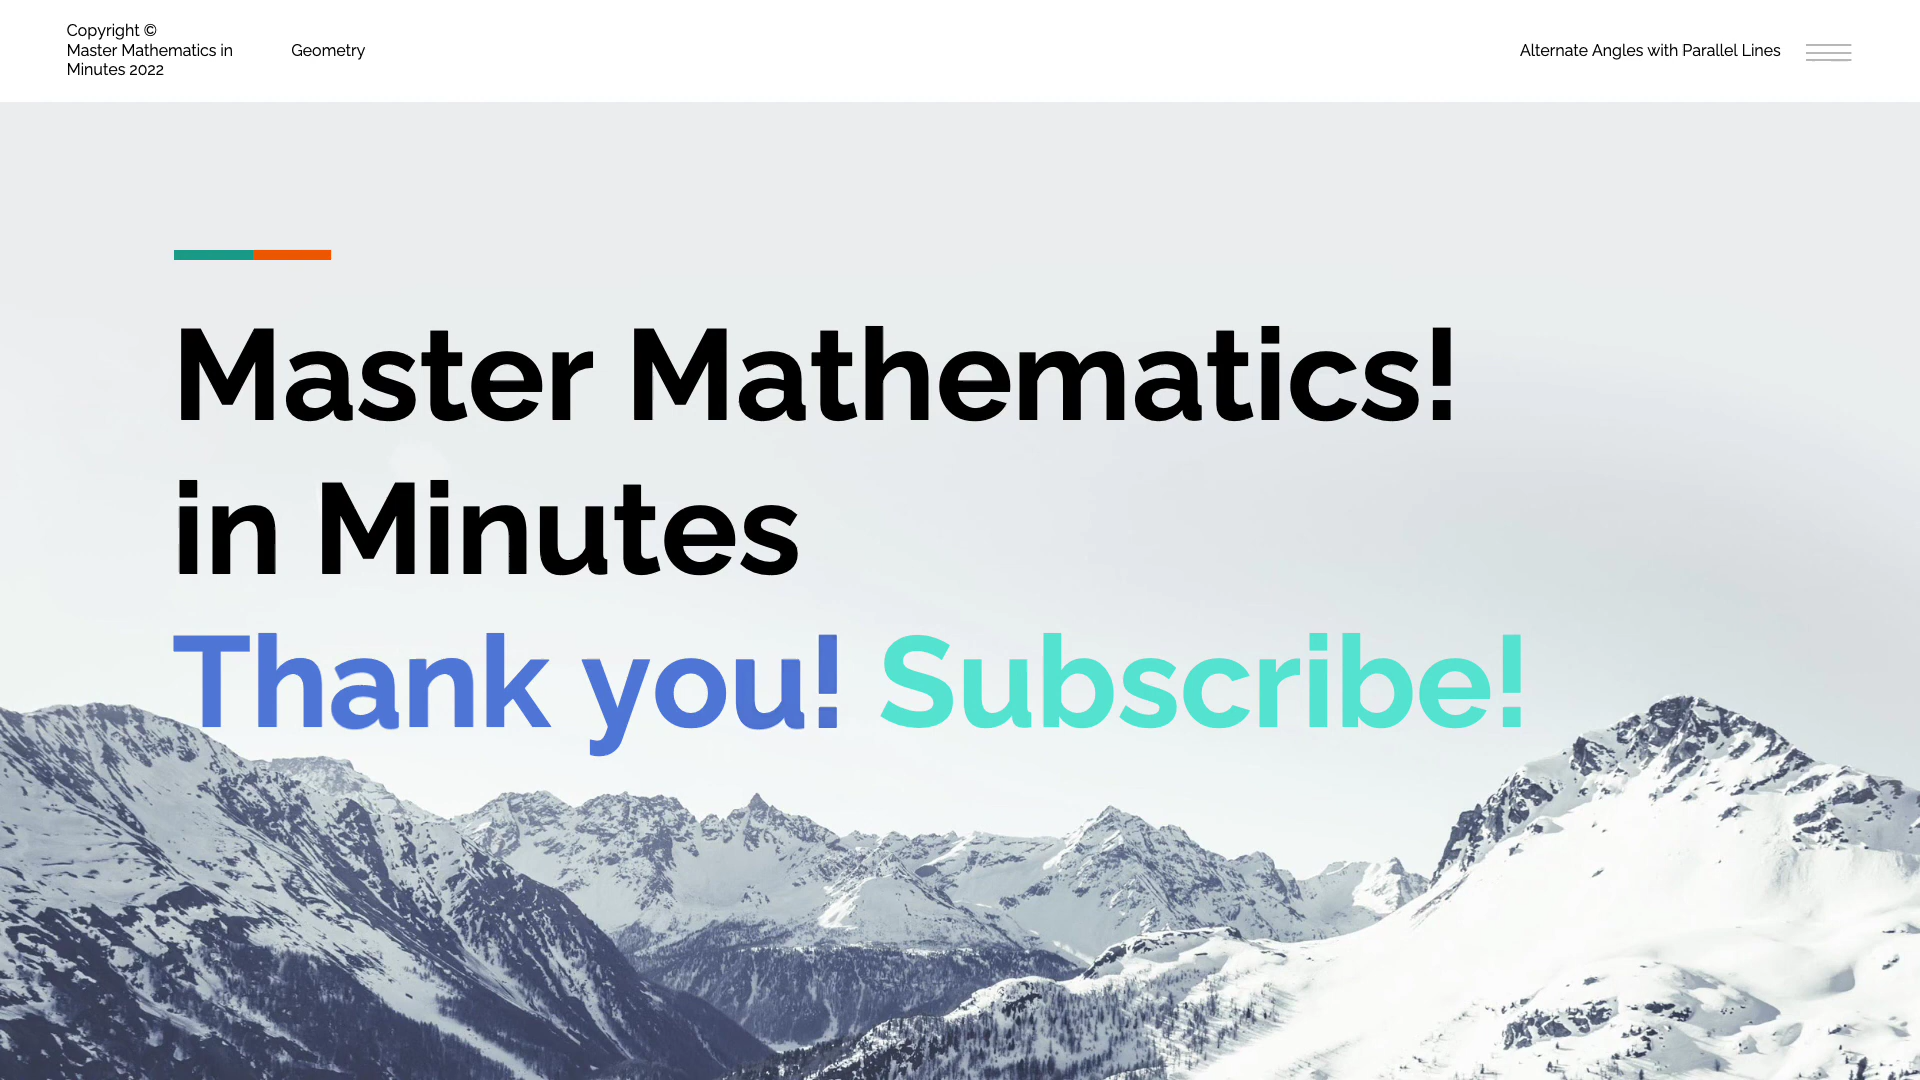 Copyright ©
Master Mathematics in
Minutes 2022
Geometry
Alternate Angles with Parallel Lines
Master Mathematics!
in Minutes
Thank you! Subscribe!